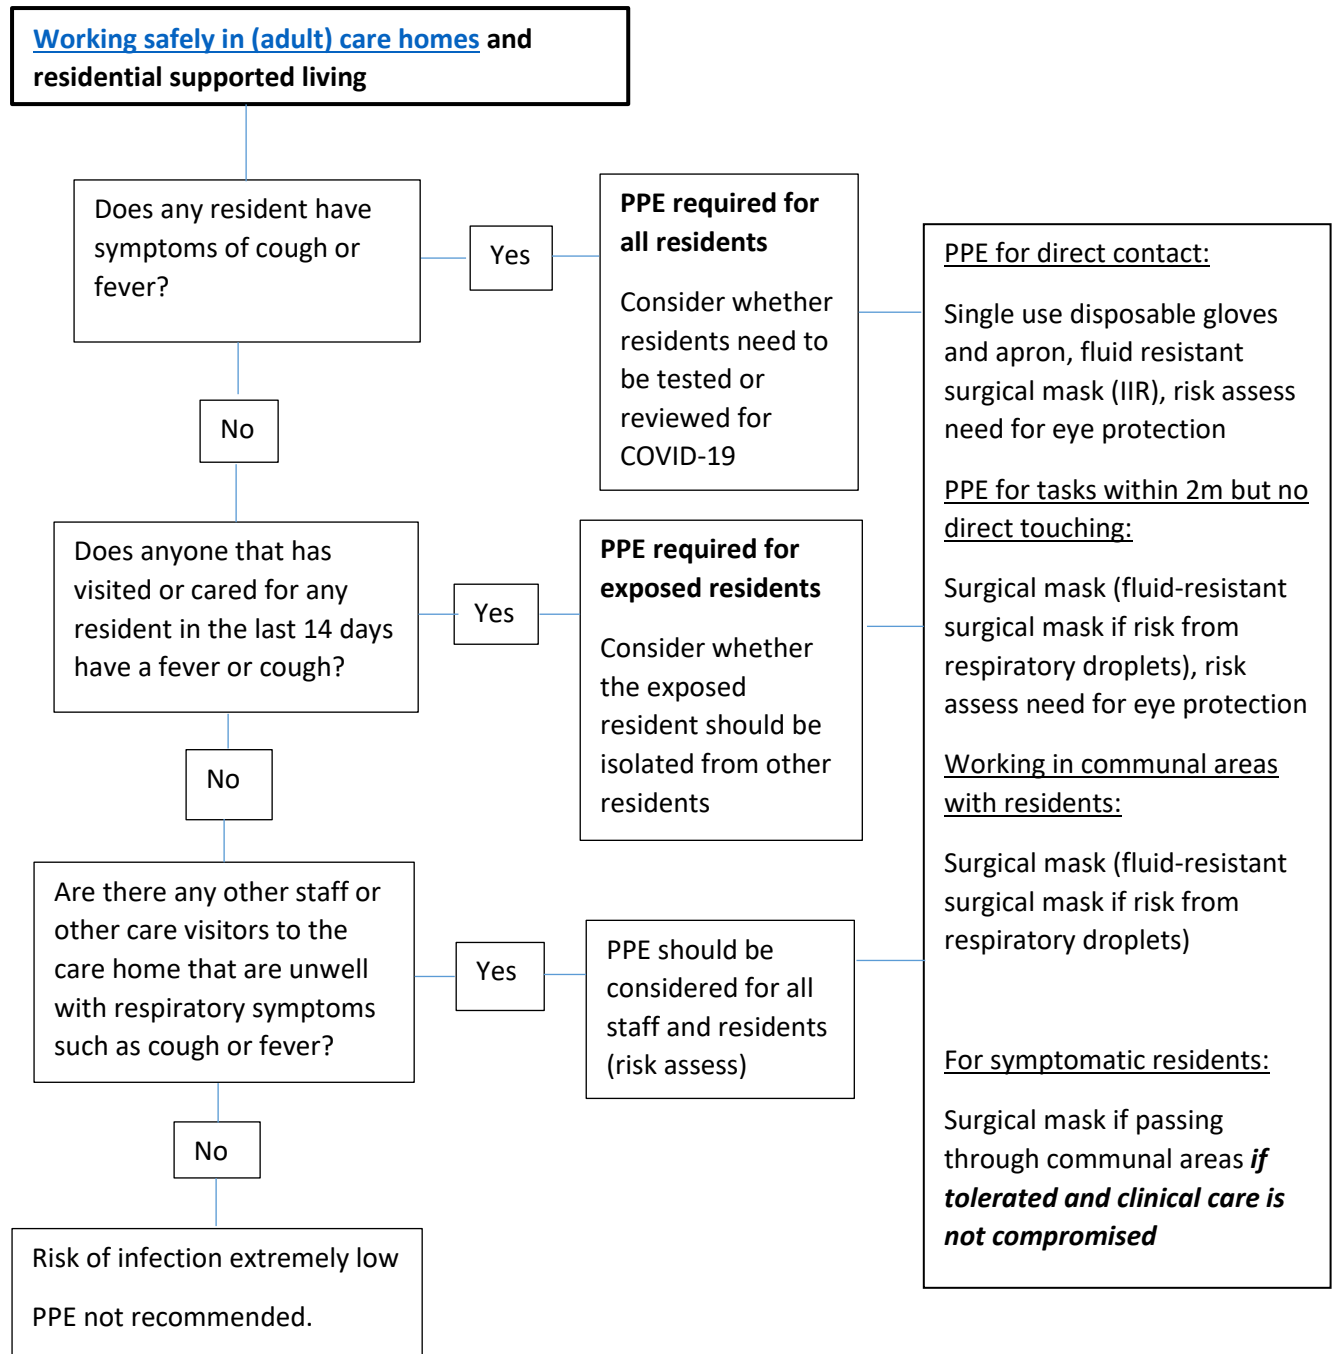 Working safely in (adult) care homes and
residential supported living
Does any resident have
symptoms of cough or
fever?
Yes
PPE required for
all residents
Consider whether
residents need to
be tested or
reviewed for
COVID-19
No
Does anyone that has
visited or cared for any
resident in the last 14 days
have a fever or cough?
Yes
PPE required for
exposed residents
Consider whether
the exposed
resident should be
isolated from other
residents
No
Are there any other staff or
other care visitors to the
care home that are unwell
with respiratory symptoms
such as cough or fever?
Yes
PPE should be
considered for all
staff and residents
(risk assess)
No
Risk of infection extremely low
PPE not recommended.
PPE for direct contact:
Single use disposable gloves
and apron, fluid resistant
surgical mask (IIR), risk assess
need for eye protection
PPE for tasks within 2m but no
direct touching:
Surgical mask (fluid-resistant
surgical mask if risk from
respiratory droplets), risk
assess need for eye protection
Working in communal areas
with residents:
Surgical mask (fluid-resistant
surgical mask if risk from
respiratory droplets)
For symptomatic residents:
Surgical mask if passing
through communal areas if
tolerated and clinical care is
not compromised